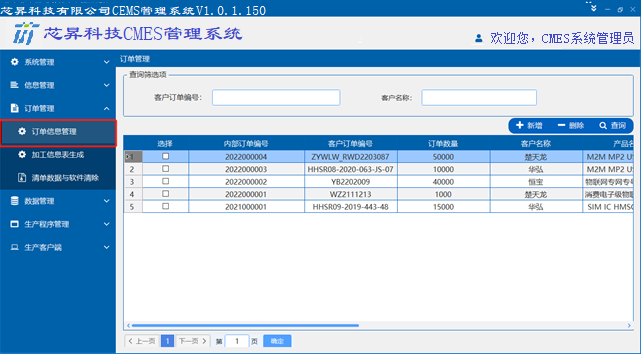 芯昇科技有限公司CEMS管理系统V1.0.1.150
芯昇科技CMES管理系统
欢迎您，CMES系统管理员
系统管理
信息管理
订单管理
订单信息管理
加工信息表生成
清单数据与软件清除
数据管理
生产程序管理
生产客户端
订单管理
查询筛选项
客户订单编号： 客户名称：
新增 删除 查询
选择 内部订单编号 客户订单编号 订单数量 客户名称 产品名
1 2022000004 ZYWLW_RWD2203087 50000 楚天龙 M2M MP2 U
2 2022000003 HHSR08-2020-063-JS-07 10000 华弘 M2M MP2 U
3 2022000002 YB2202009 40000 恒宝 物联网专网专号
4 2022000001 WZ2111213 1000 楚天龙 消费电子级物联
5 2021000001 HHSR09-2019-443-48 15000 华弘 SIM IC HMSC
上一页 1 下一页 第 1 页 确定